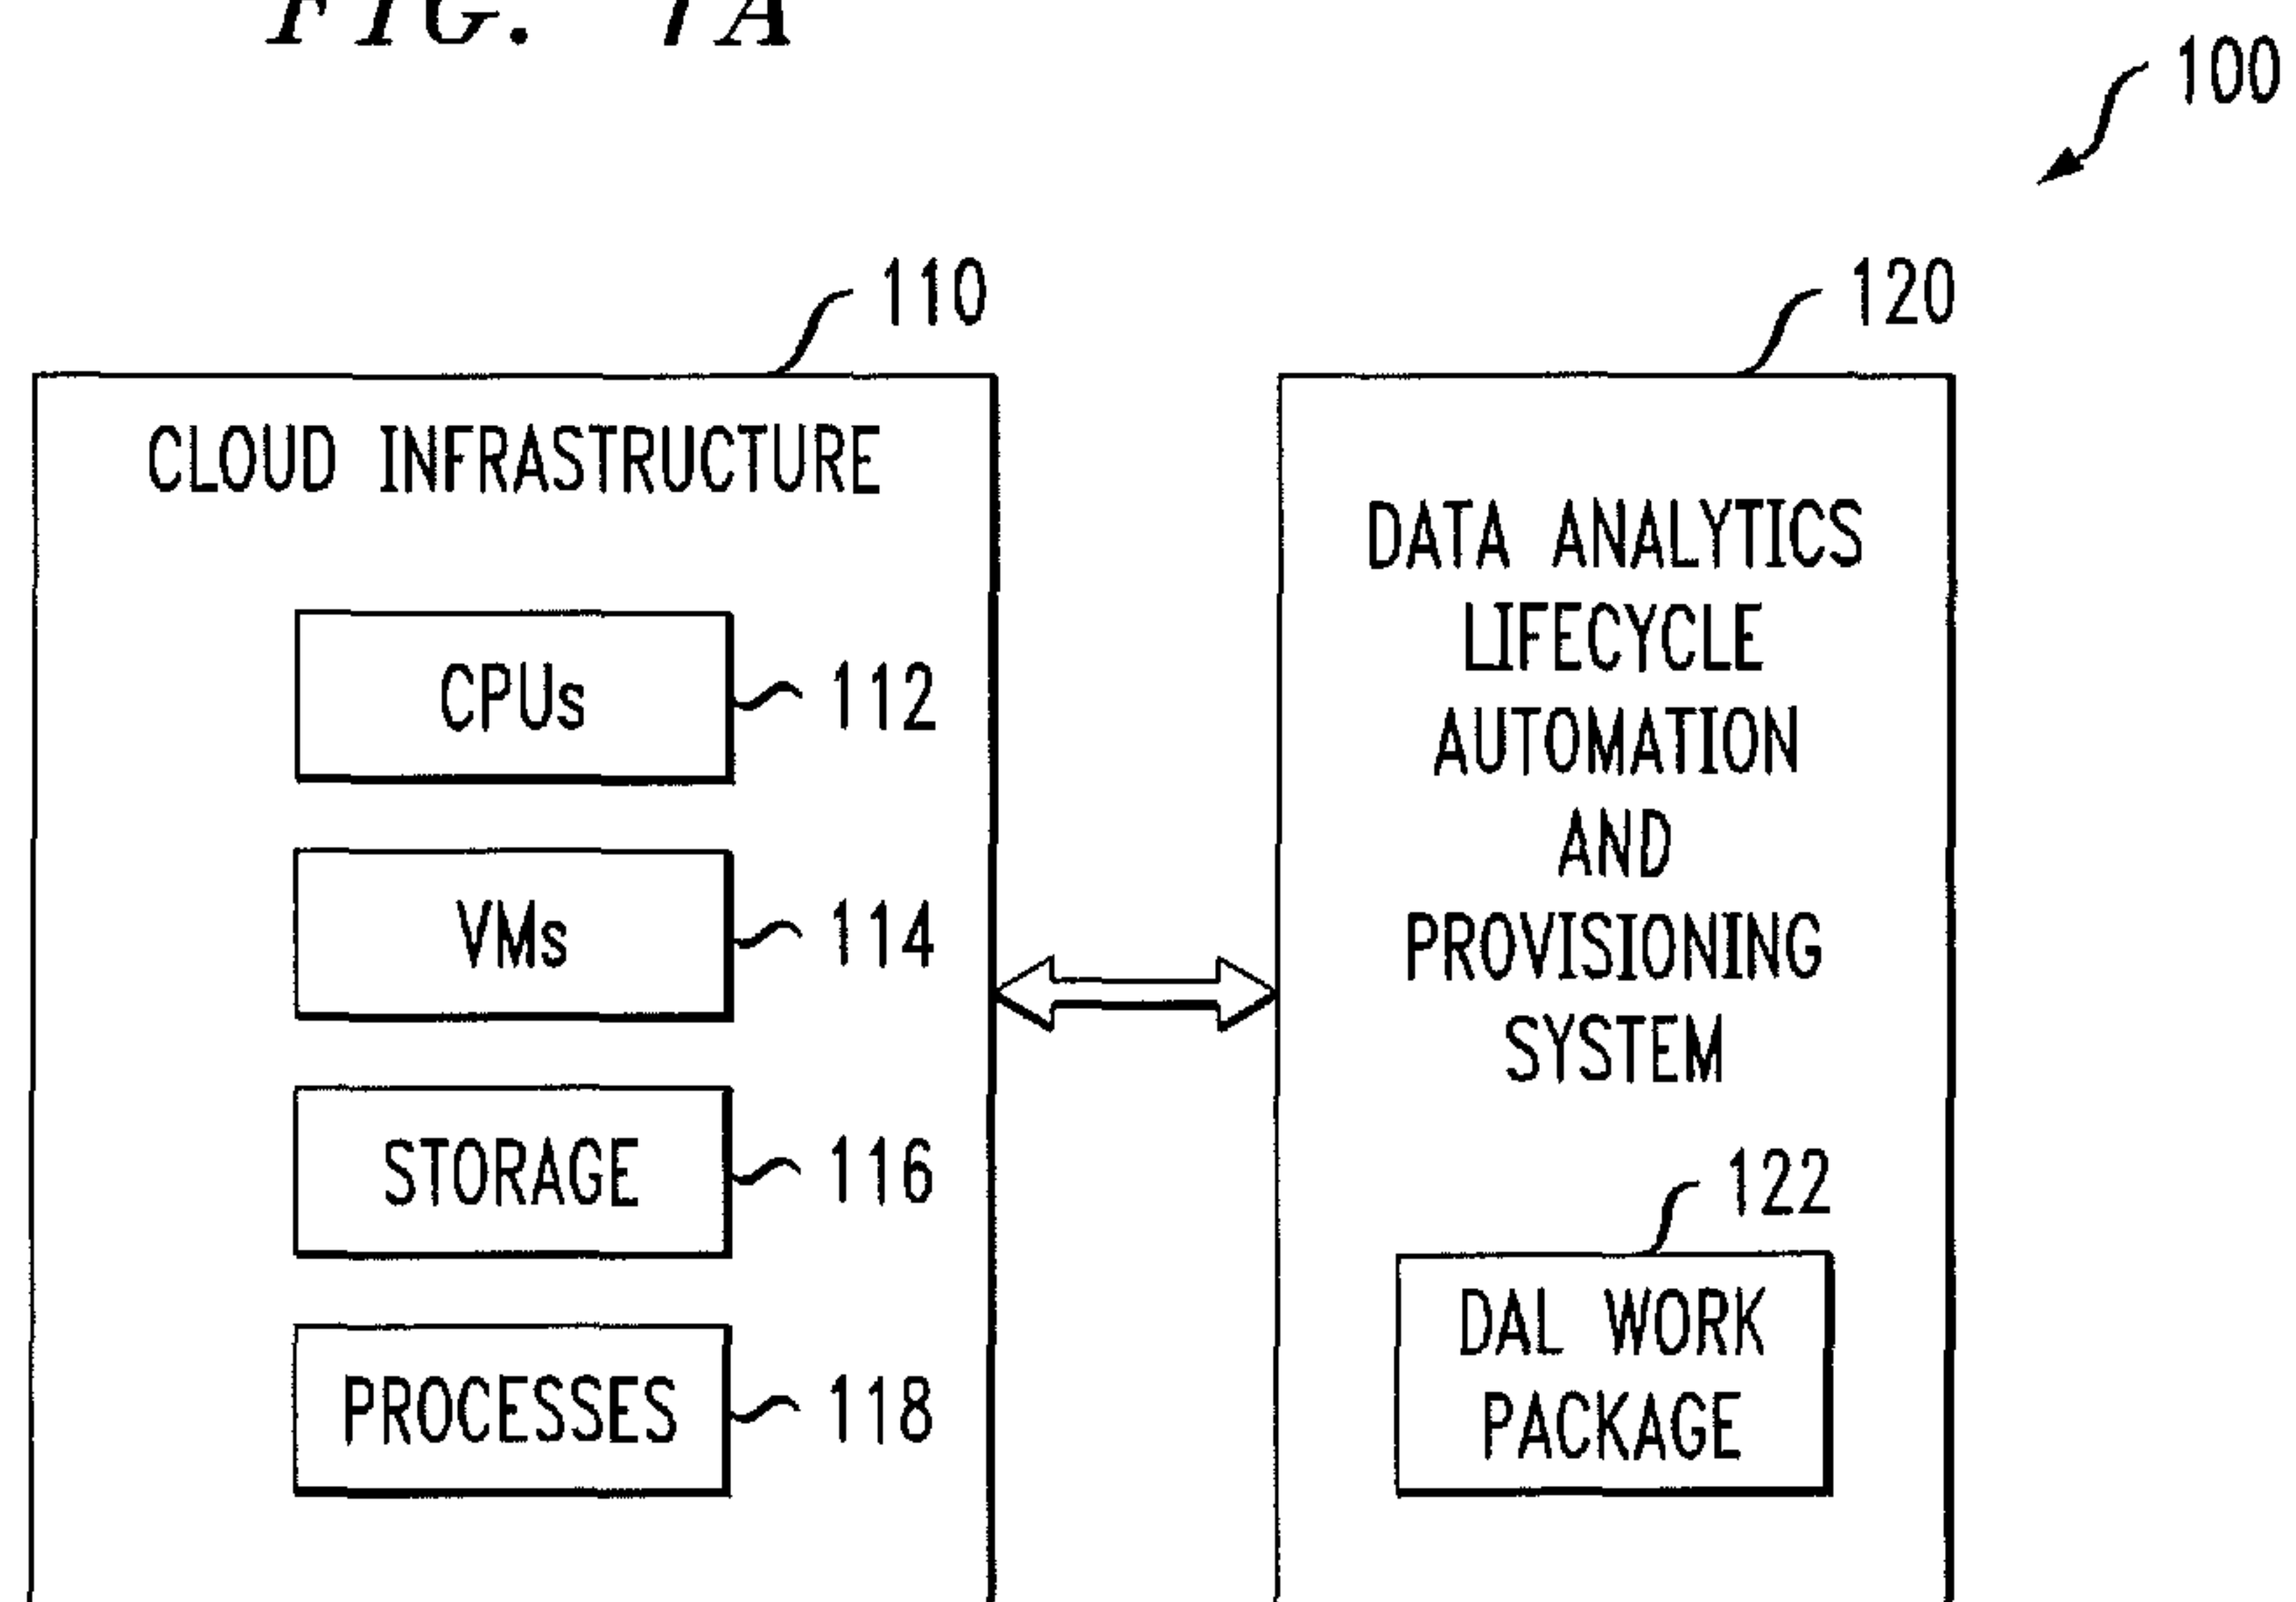 FIG. 1A
100
110
120
CLOUD INFRASTRUCTURE
CPUs
112
VMs
114
STORAGE
116
PROCESSES
118
DATA ANALYTICS
LIFECYCLE
AUTOMATION
AND
PROVISIONING
SYSTEM
122
DAL WORK
PACKAGE